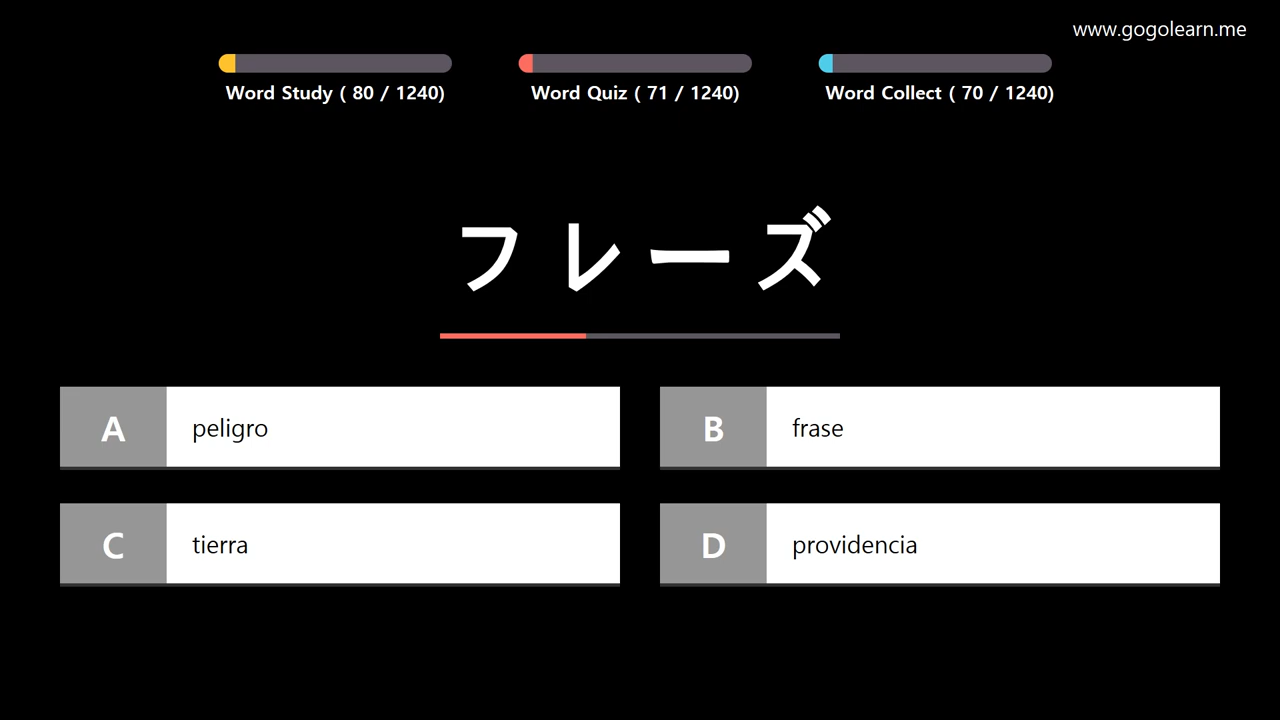 www.gogolearn.me
Word Study ( 80 / 1240)
Word Quiz ( 71 / 1240)
Word Collect ( 70 / 1240)
フレーズ
A peligro
B frase
C tierra
D providencia